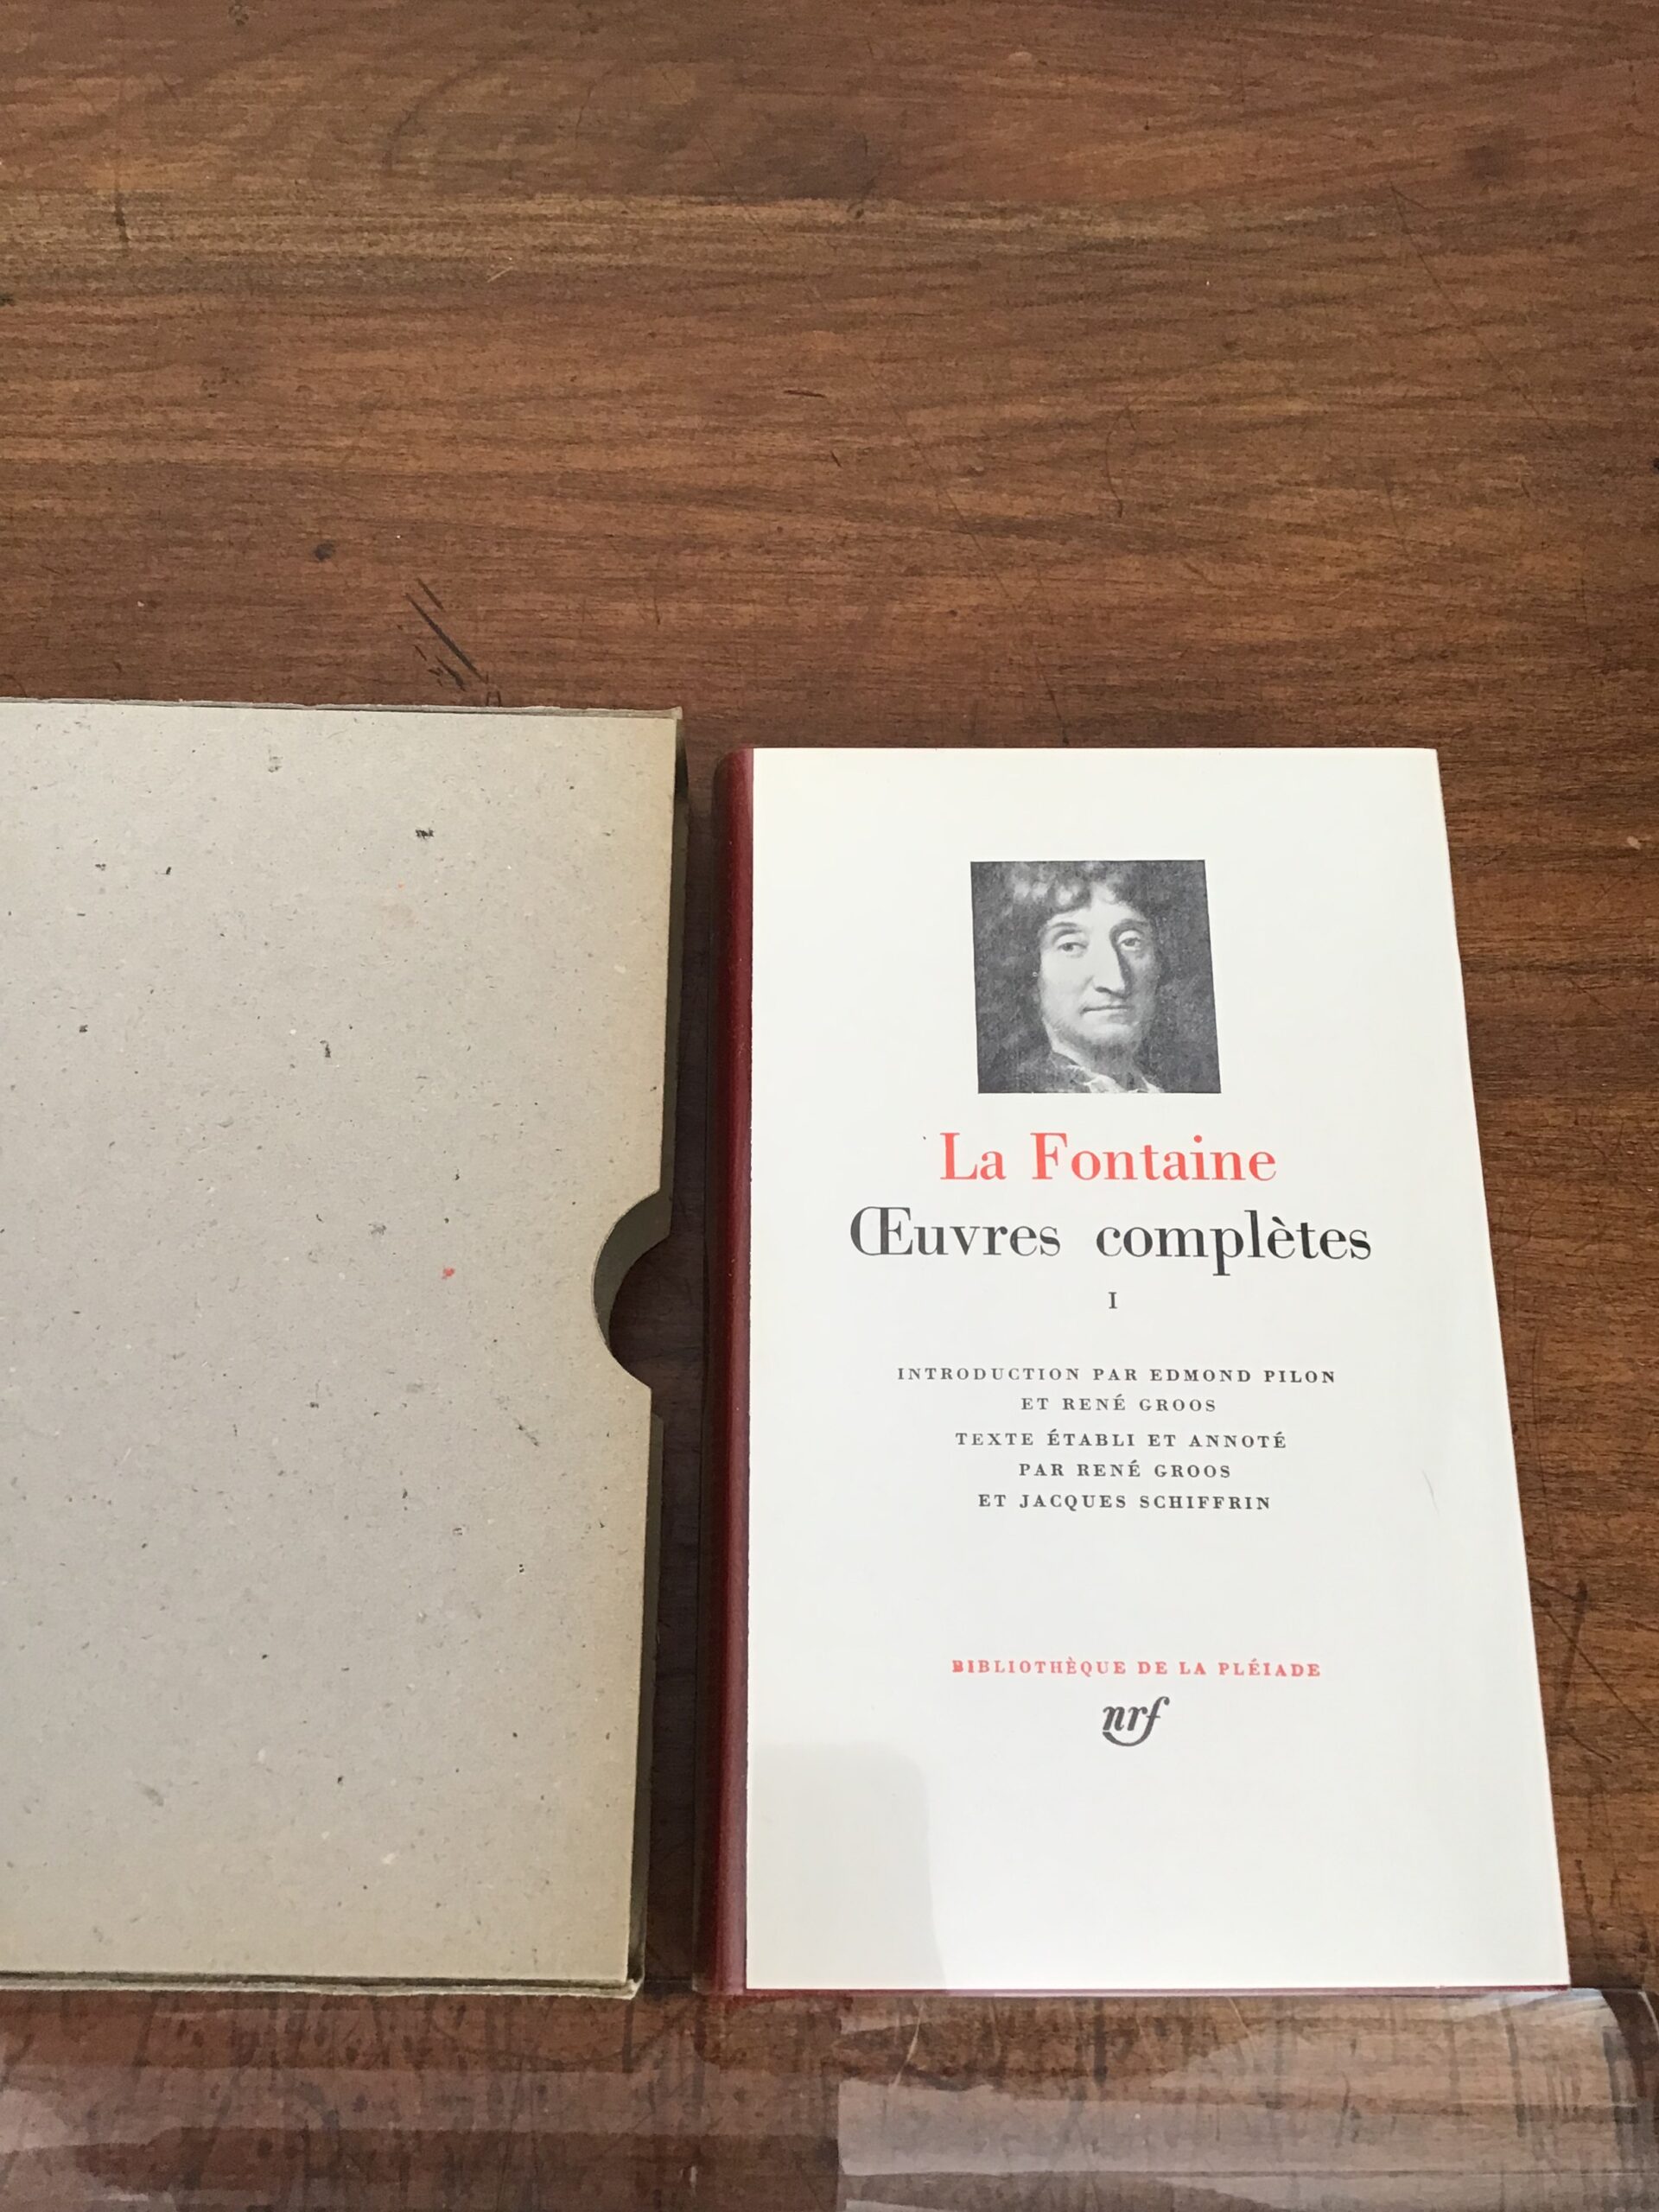 La Fontaine
Œuvres complètes
I
INTRODUCTION PAR EDMOND PILON
ET RENÉ GROOS
TEXTE ÉTABLI ET ANNOTÉ
PAR RENÉ GROOS
ET JACQUES SCHIFFRIN
BIBLIOTHÈQUE DE LA PLÉIADE
nrf